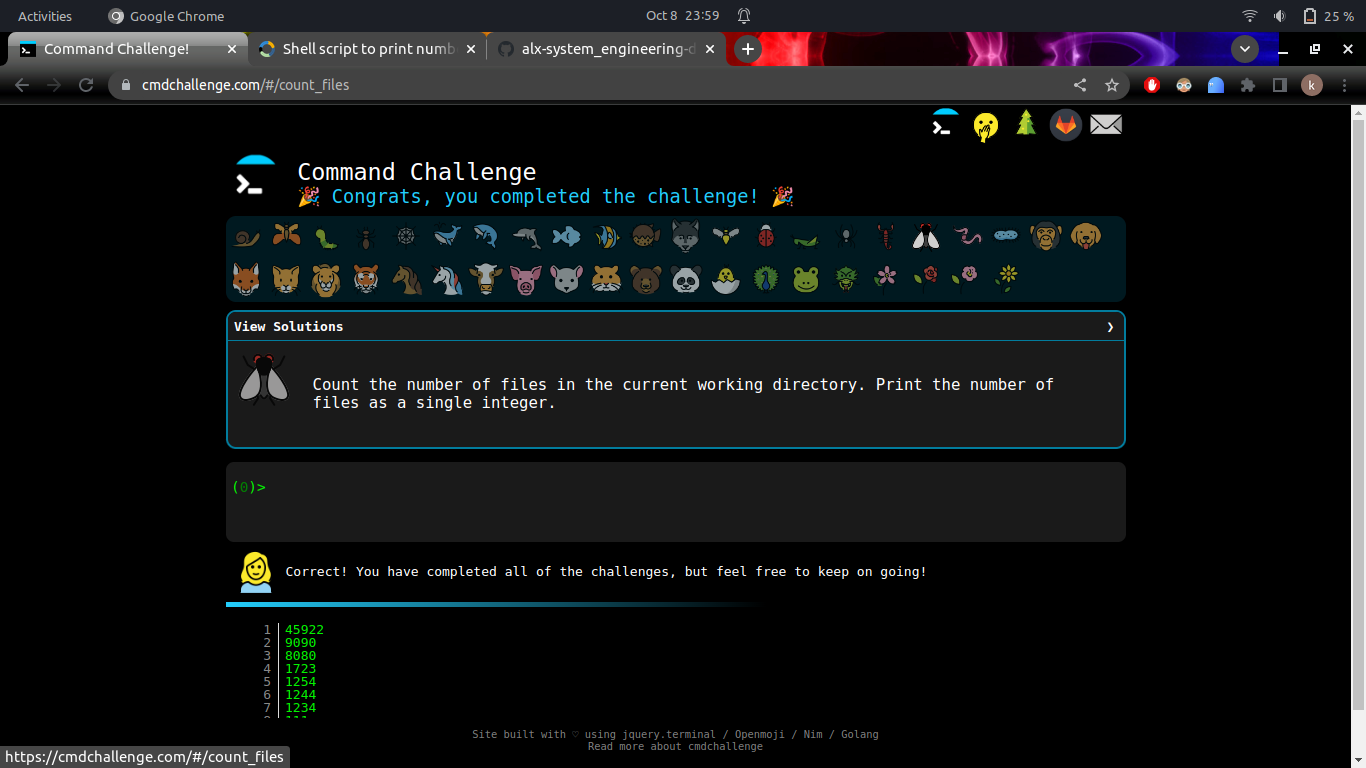 Activities Google Chrome Oct 8 23:59 25 %
Command Challenge! Shell script to print numb alx-system_engineering-d
cmdchallenge.com/#/count_files k
Command Challenge
Congrats, you completed the challenge!
View Solutions
Count the number of files in the current working directory. Print the number of
files as a single integer.
(0)>
Correct! You have completed all of the challenges, but feel free to keep on going!
1 45922
2 9090
3 8080
4 1723
5 1254
6 1244
7 1234
Site built with ♡ using jquery.terminal / Openmoji / Nim / Golang
Read more about cmdchallenge
https://cmdchallenge.com/#/count_files